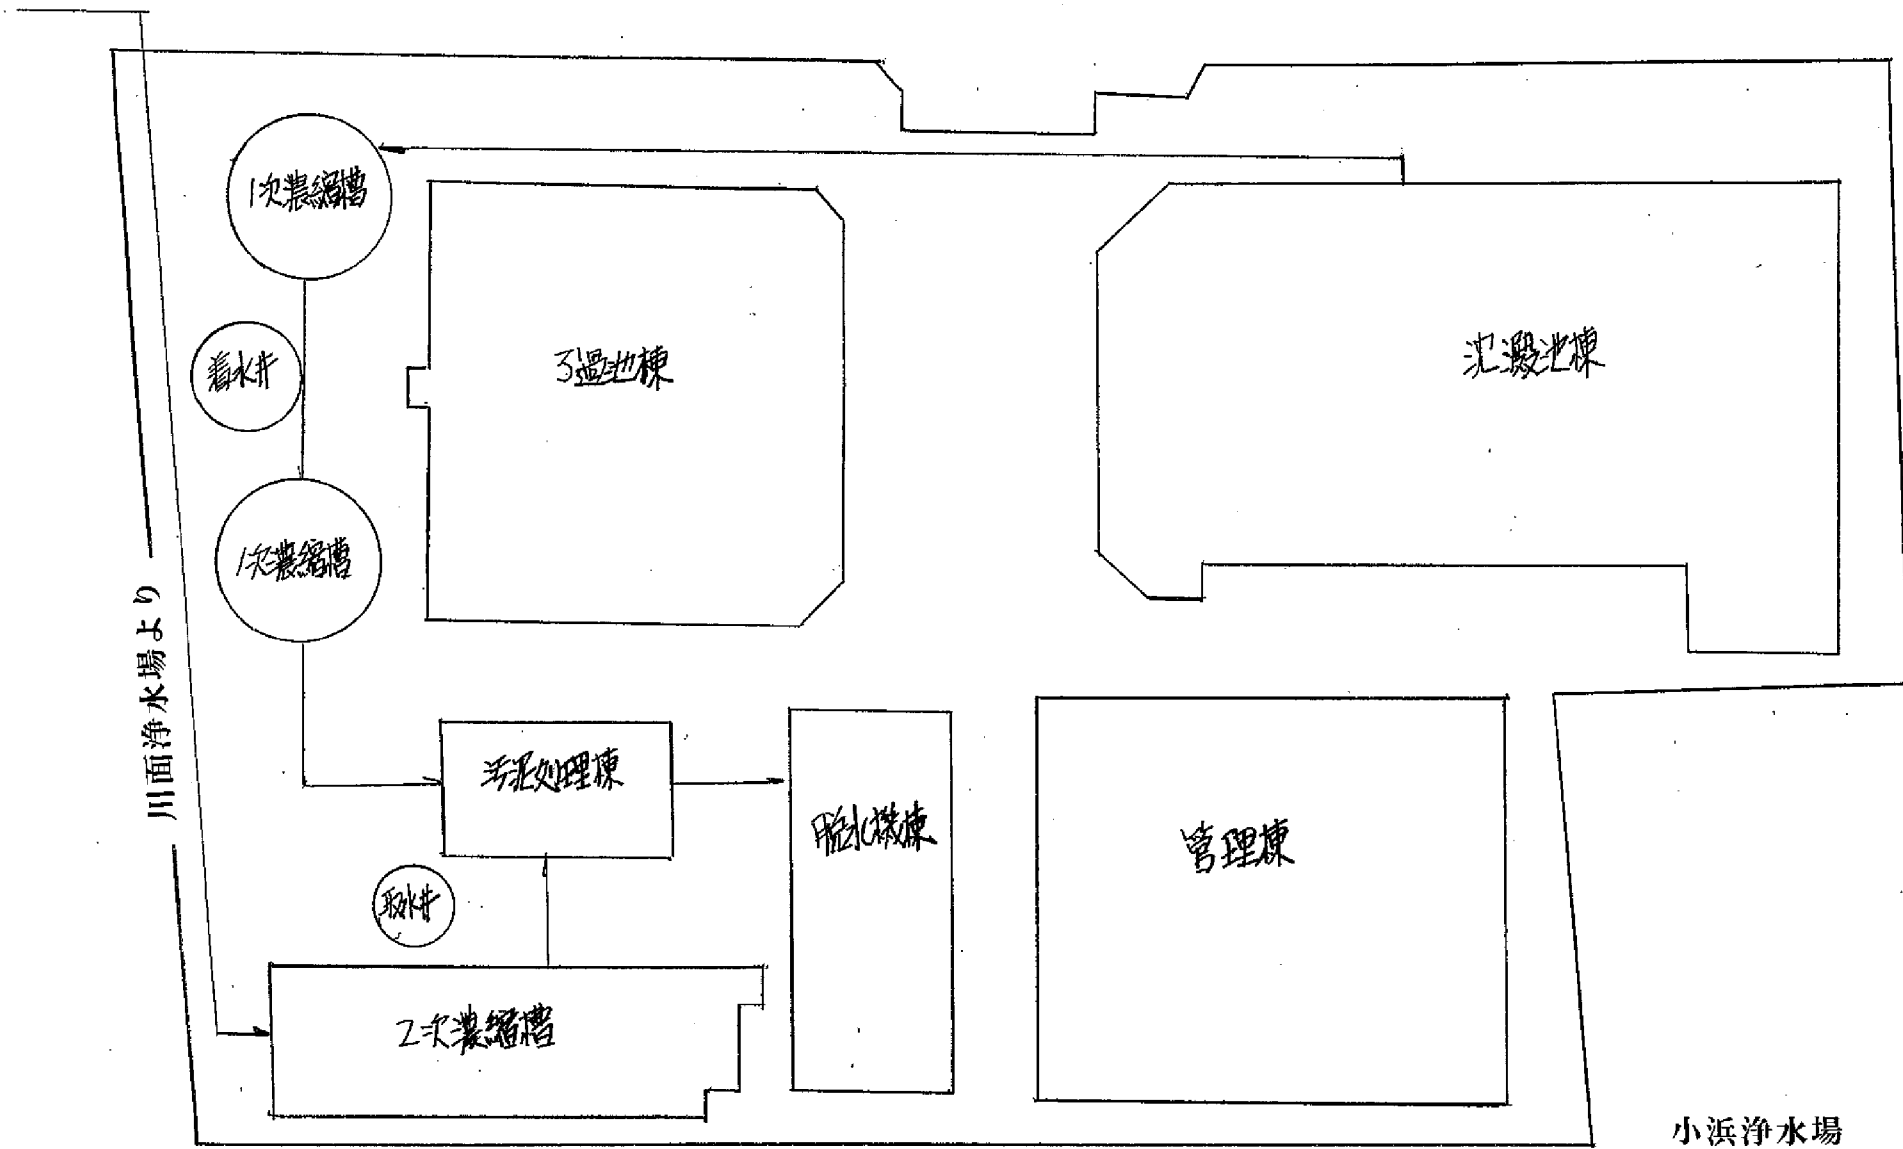 1次濃縮槽
着水井
ろ過池棟
沈澱池棟
1次濃縮槽
川面浄水場より
汚泥処理棟
脱水機棟
管理棟
取水井
2次濃縮槽
小浜浄水場